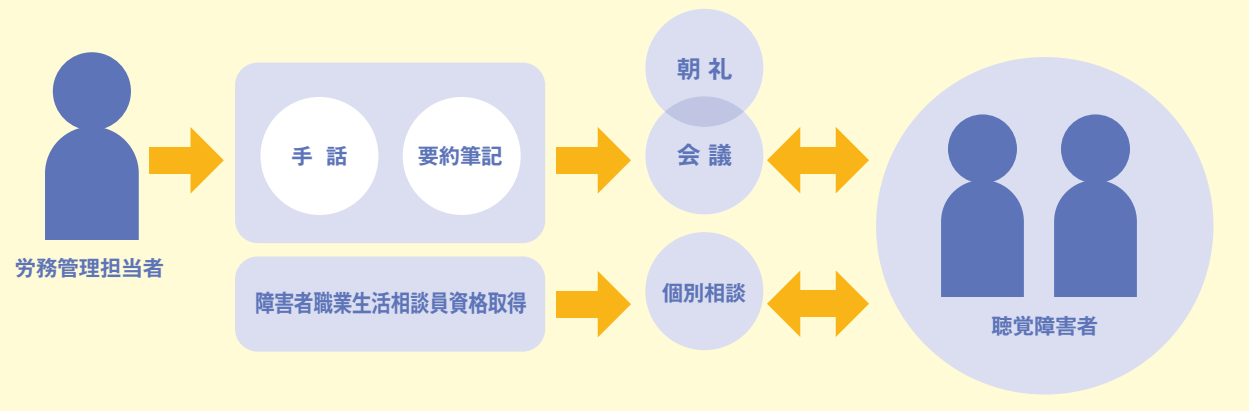 労務管理担当者
手 話
要約筆記
障害者職業生活相談員資格取得
朝 礼
会 議
個別相談
聴覚障害者